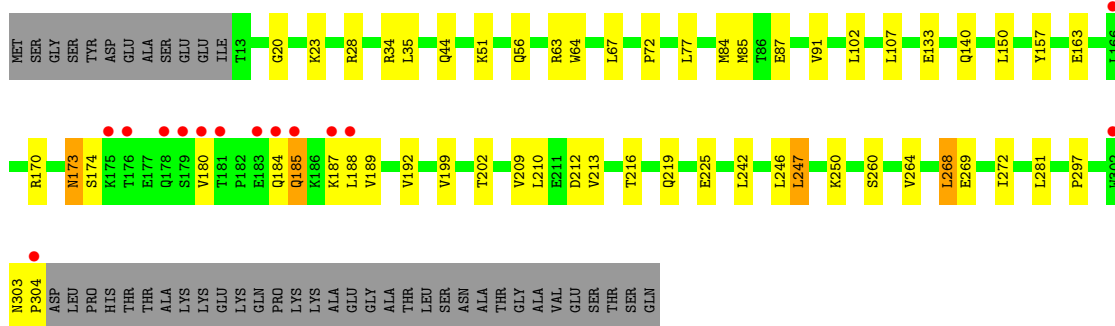 MET SER GLY SER TYR ASP GLU ALA SER GLU GLU ILE T13 G20 K23 R28 R34 L35 Q44 K51 Q56 R63 W64 L67 P72 L77 M84 M85 T86 E87 V91 L102 L107 E133 Q140 L150 Y157 E163 L166
R170 N173 S174 K175 T176 E177 Q178 S179 V180 T181 P182 E183 Q184 Q185 K186 K187 L188 V189 V192 V199 T202 V209 L210 E211 D212 V213 T216 Q219 E225 L242 L246 L247 K250 S260 V264 L268 E269 I272 L281 P297 N302
N303 P304 ASP LEU PRO HIS THR THR ALA LYS LYS GLU LYS GLN PRO LYS LYS ALA GLU GLY ALA THR LEU SER ASN ALA THR GLY ALA VAL GLU SER THR SER GLN